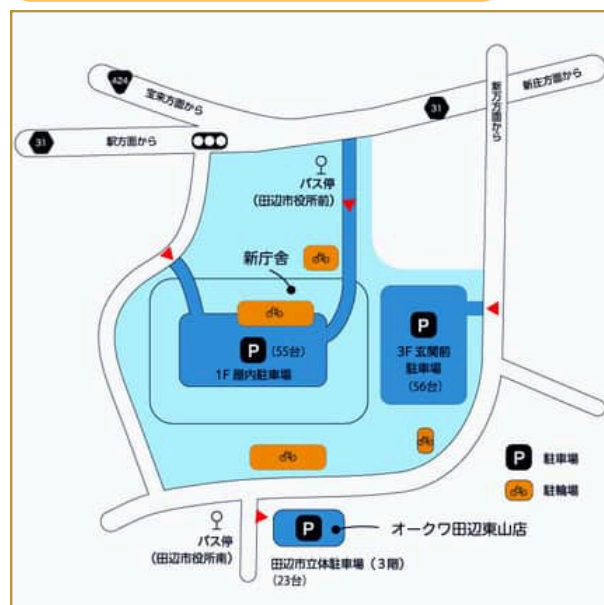 424
宝来方面から
31
新庄方面から
新万方面から
31
駅方面から
バス停
(田辺市役所前)
新庁舎
P (55台)
1F 屋内駐車場
P
3F 玄関前
駐車場
(56台)
P 駐車場
駐輪場
バス停
(田辺市役所南)
P
オークワ田辺東山店
田辺市立体駐車場(3階)
(23台)